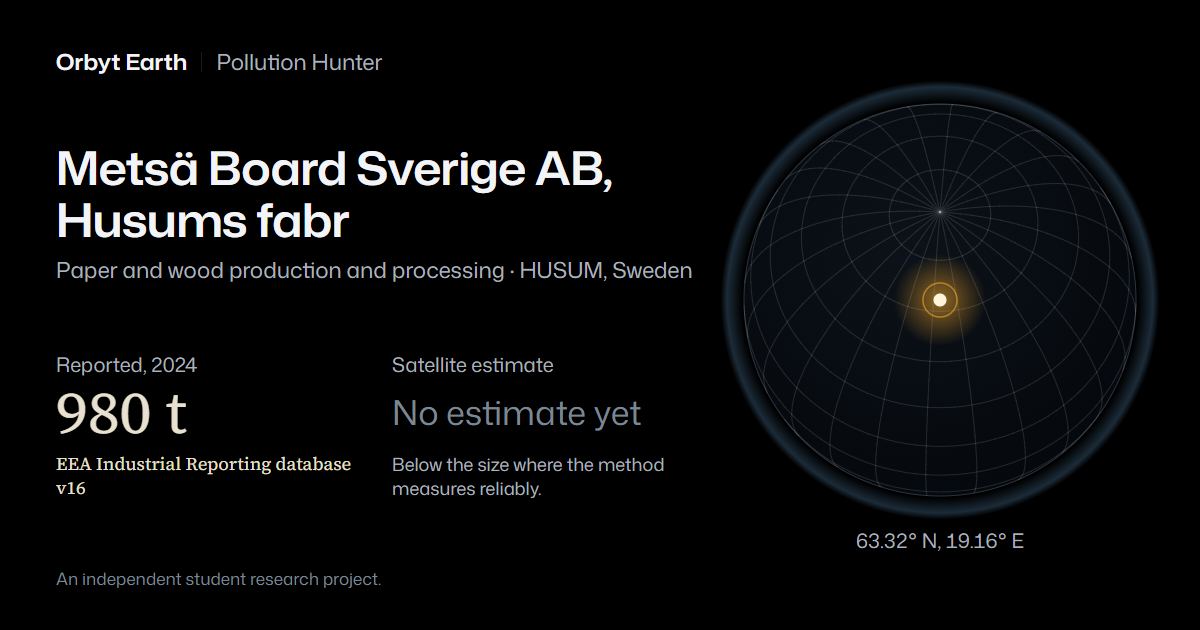 Orbyt Earth | Pollution Hunter
Metsä Board Sverige AB,
Husums fabr
Paper and wood production and processing · HUSUM, Sweden
Reported, 2024
980 t
EEA Industrial Reporting database
v16
Satellite estimate
No estimate yet
Below the size where the method
measures reliably.
63.32° N, 19.16° E
An independent student research project.